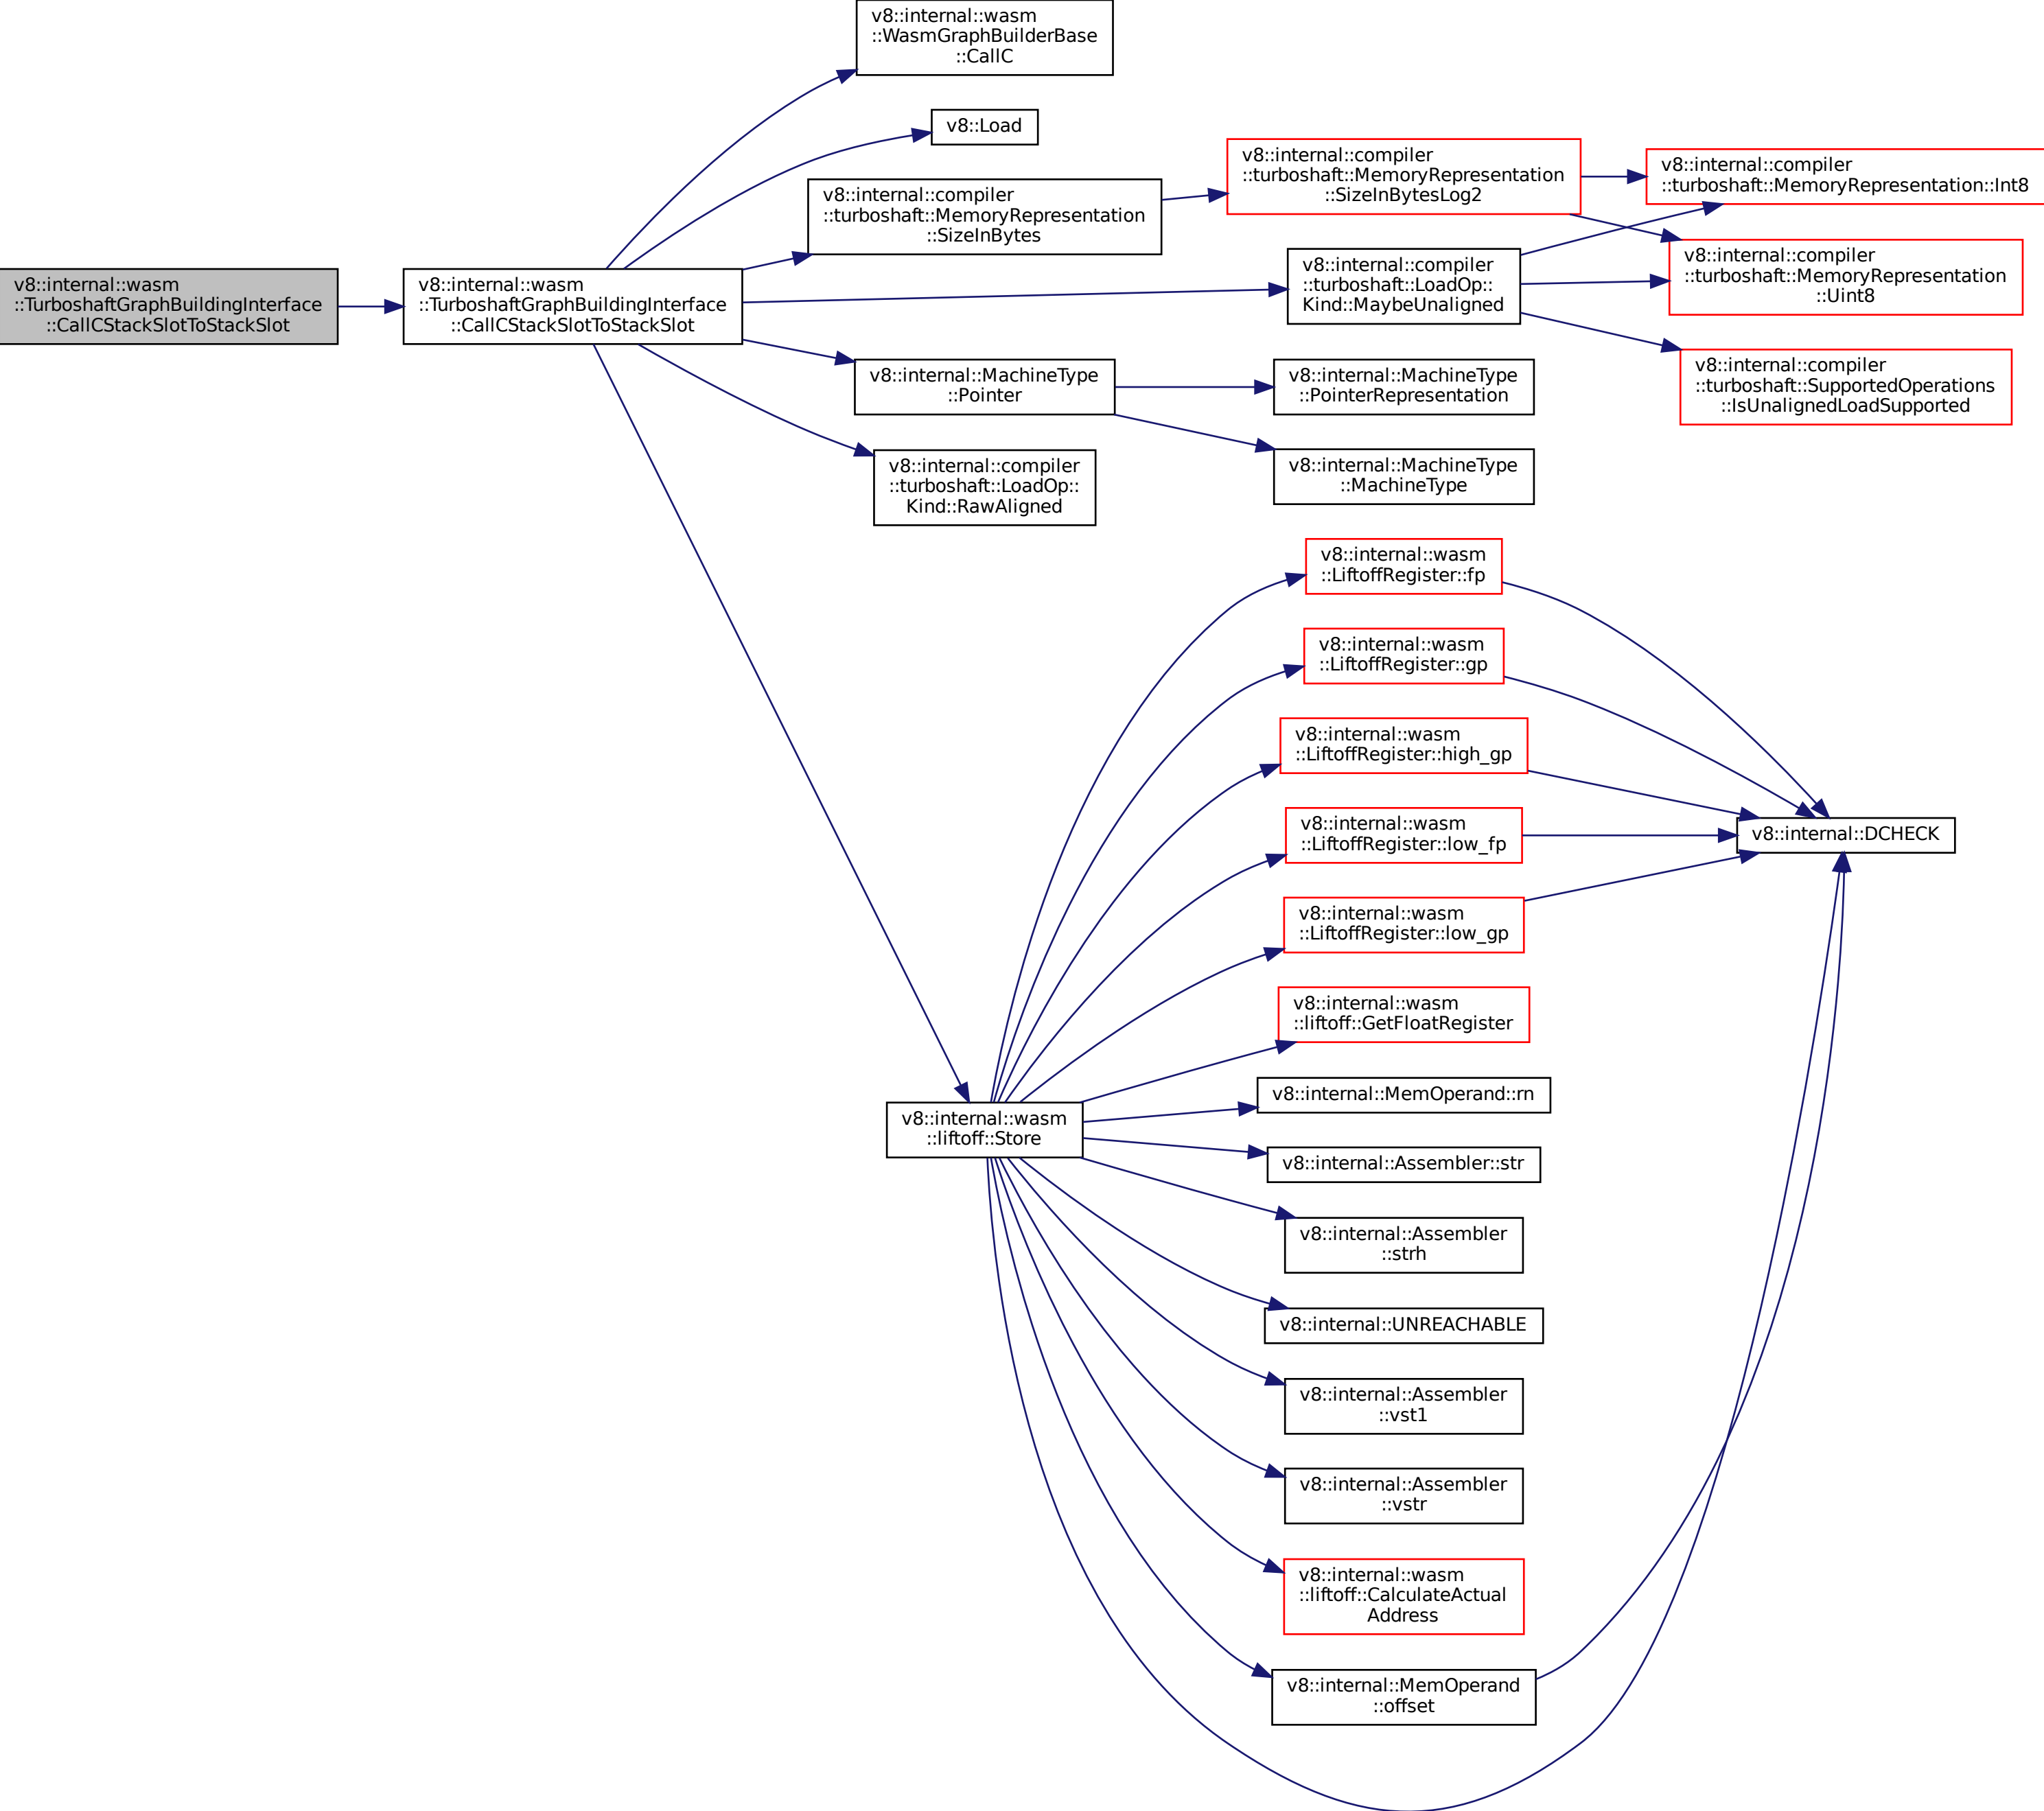 v8::internal::wasm
::TurboshaftGraphBuildingInterface
::CallCStackSlotToStackSlot
v8::internal::wasm
::TurboshaftGraphBuildingInterface
::CallCStackSlotToStackSlot
v8::internal::wasm
::WasmGraphBuilderBase
::CallC
v8::Load
v8::internal::compiler
::turboshaft::MemoryRepresentation
::SizeInBytes
v8::internal::compiler
::turboshaft::MemoryRepresentation
::SizeInBytesLog2
v8::internal::compiler
::turboshaft::MemoryRepresentation::Int8
v8::internal::compiler
::turboshaft::MemoryRepresentation
::Uint8
v8::internal::compiler
::turboshaft::LoadOp::
Kind::MaybeUnaligned
v8::internal::compiler
::turboshaft::SupportedOperations
::IsUnalignedLoadSupported
v8::internal::MachineType
::Pointer
v8::internal::MachineType
::PointerRepresentation
v8::internal::MachineType
::MachineType
v8::internal::compiler
::turboshaft::LoadOp::
Kind::RawAligned
v8::internal::wasm
::liftoff::Store
v8::internal::wasm
::LiftoffRegister::fp
v8::internal::wasm
::LiftoffRegister::gp
v8::internal::wasm
::LiftoffRegister::high_gp
v8::internal::wasm
::LiftoffRegister::low_fp
v8::internal::wasm
::LiftoffRegister::low_gp
v8::internal::DCHECK
v8::internal::wasm
::liftoff::GetFloatRegister
v8::internal::MemOperand::rn
v8::internal::Assembler::str
v8::internal::Assembler
::strh
v8::internal::UNREACHABLE
v8::internal::Assembler
::vst1
v8::internal::Assembler
::vstr
v8::internal::wasm
::liftoff::CalculateActual
Address
v8::internal::MemOperand
::offset